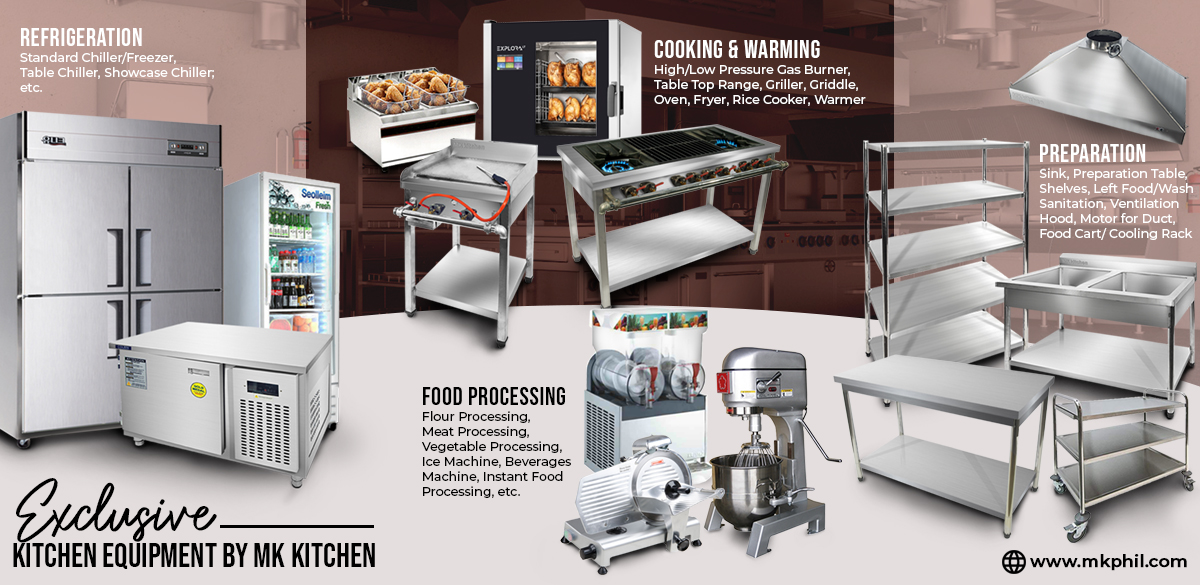 REFRIGERATION
Standard Chiller/Freezer,
Table Chiller, Showcase Chiller;
etc.
EXPLOPS
COOKING & WARMING
High/Low Pressure Gas Burner,
Table Top Range, Griller, Griddle,
Oven, Fryer, Rice Cooker, Warmer
PREPARATION
Sink, Preparation Table,
Shelves, Left Food/Wash
Sanitation, Ventilation
Hood, Motor for Duct,
Food Cart/ Cooling Rack
Seolleim
Fresh
FOOD PROCESSING
Flour Processing,
Meat Processing,
Vegetable Processing,
Ice Machine, Beverages
Machine, Instant Food
Processing, etc.
Exclusive
KITCHEN EQUIPMENT BY MK KITCHEN
www.mkphil.com